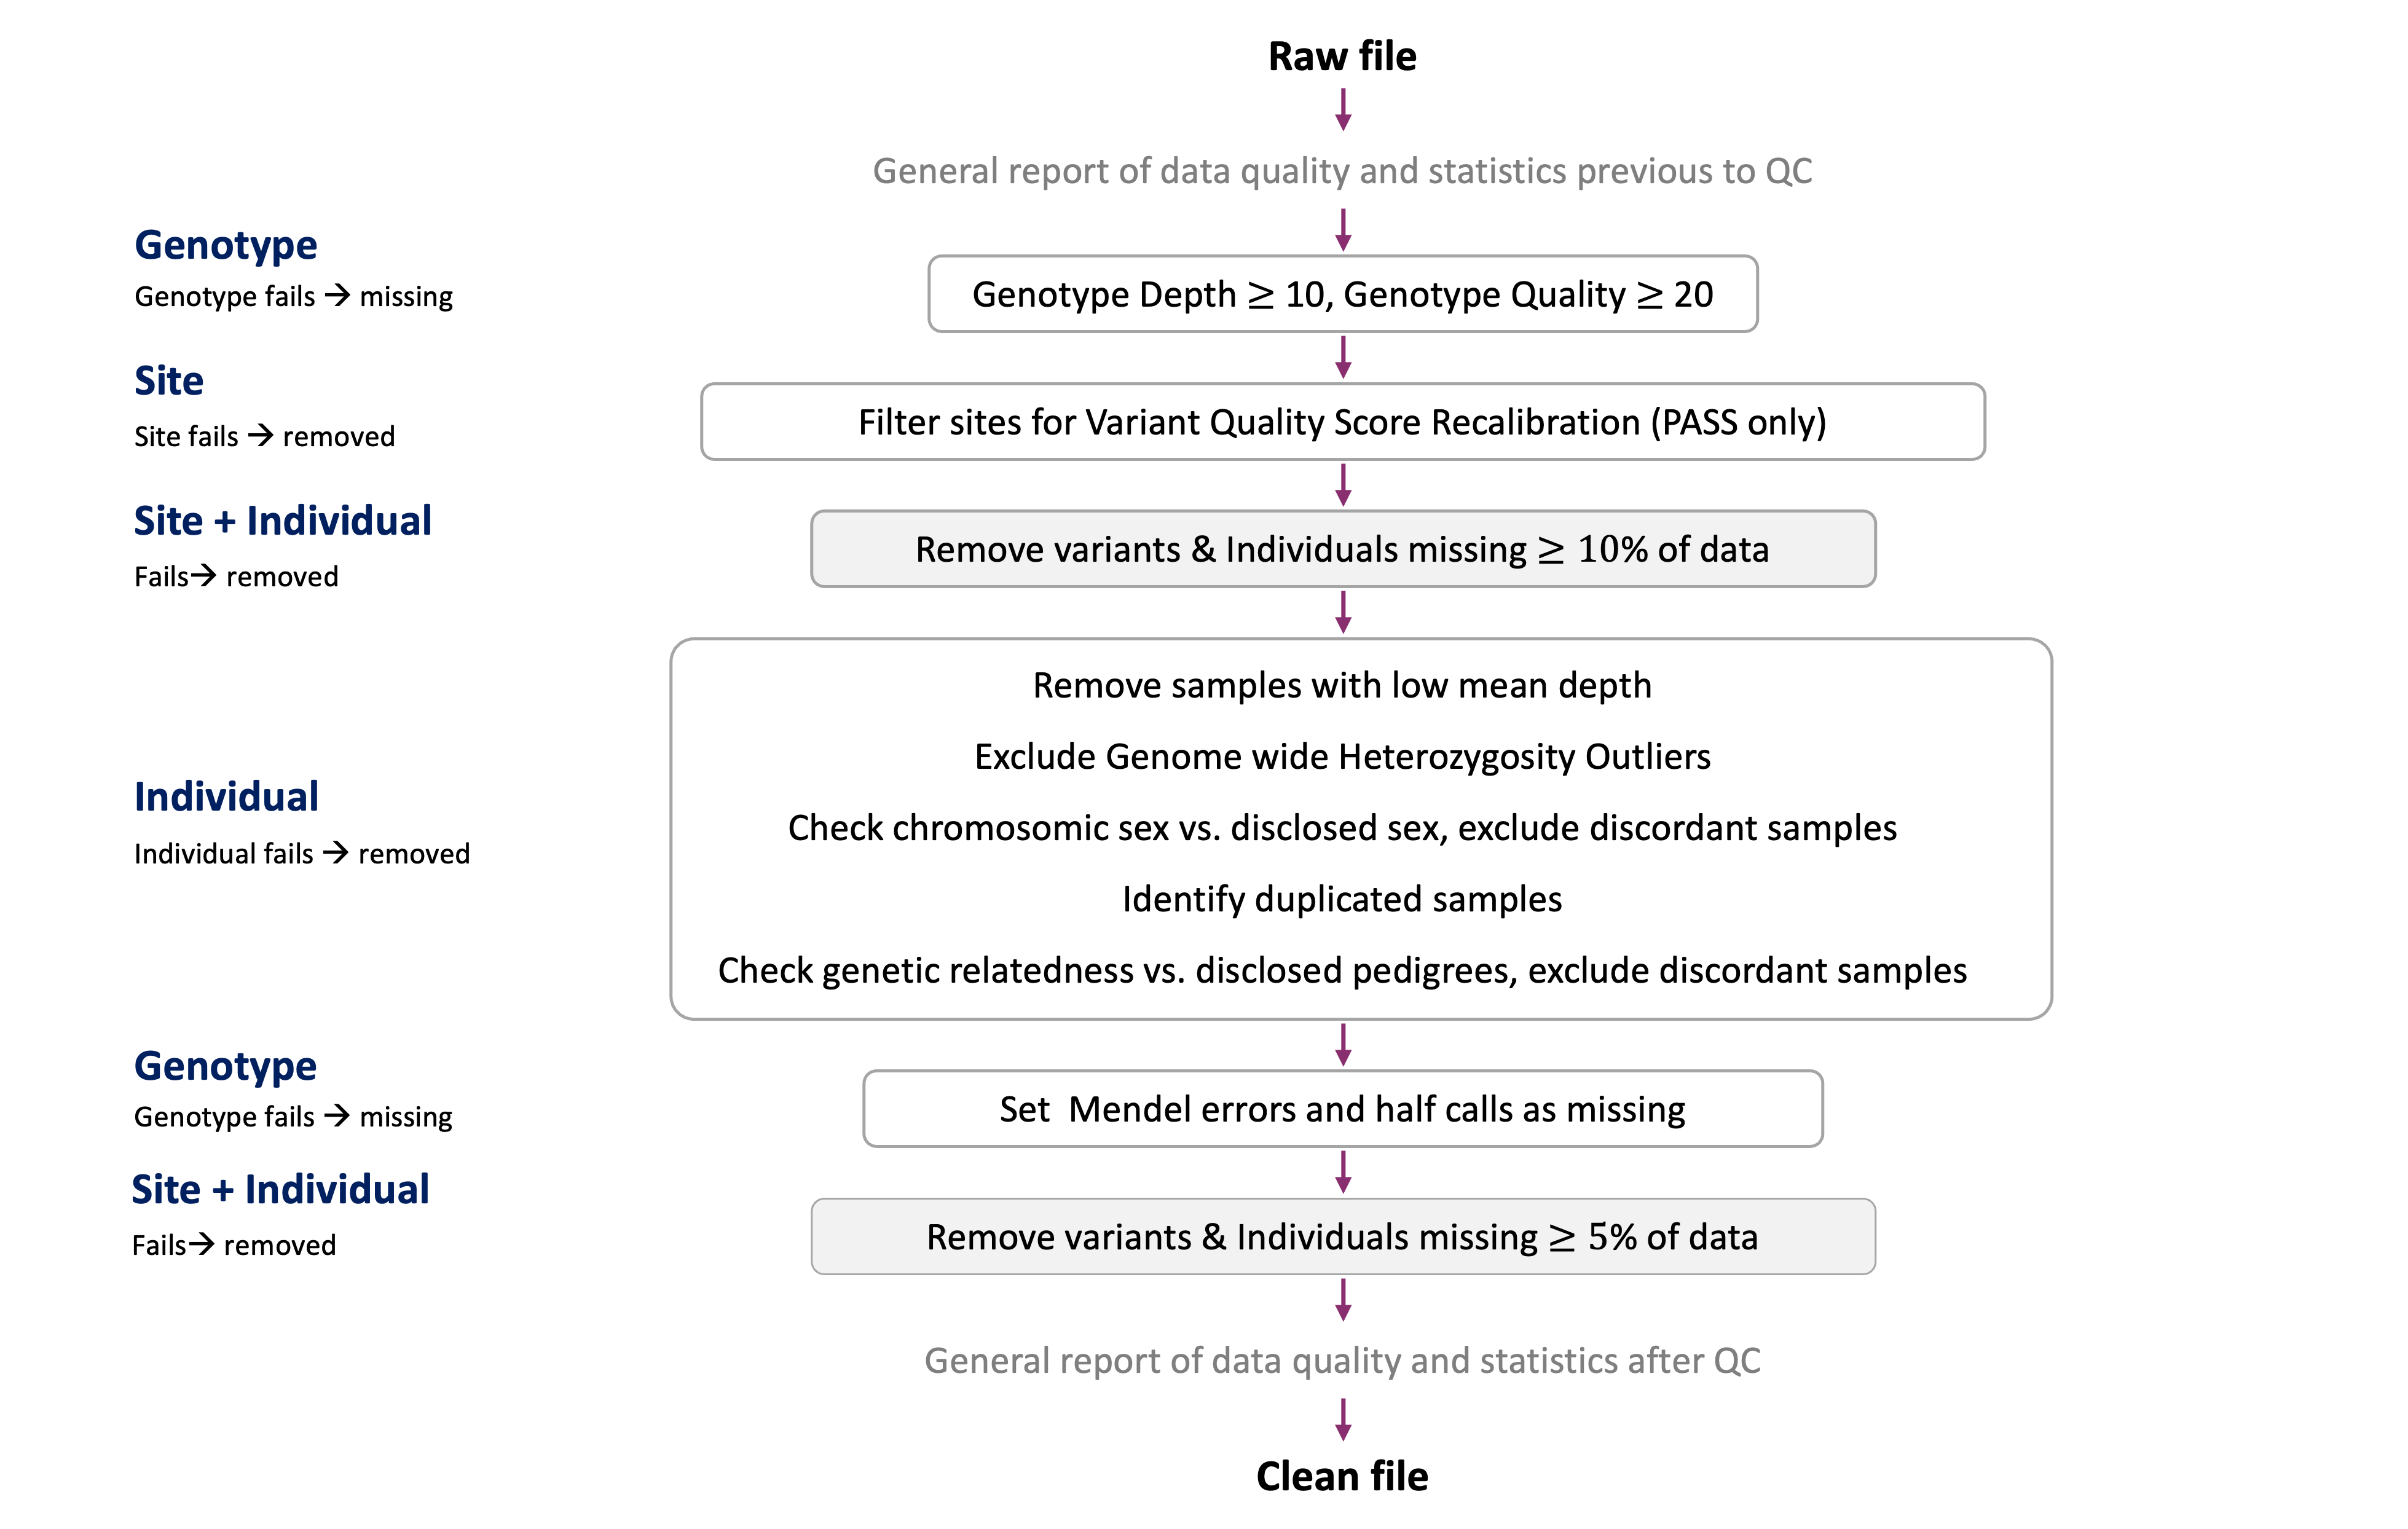 Raw file
General report of data quality and statistics previous to QC
Genotype
Genotype fails → missing
Genotype Depth ≥ 10, Genotype Quality ≥ 20
Site
Site fails → removed
Filter sites for Variant Quality Score Recalibration (PASS only)
Site + Individual
Fails→ removed
Remove variants & Individuals missing ≥ 10% of data
Individual
Individual fails → removed
Remove samples with low mean depth
Exclude Genome wide Heterozygosity Outliers
Check chromosomic sex vs. disclosed sex, exclude discordant samples
Identify duplicated samples
Check genetic relatedness vs. disclosed pedigrees, exclude discordant samples
Genotype
Genotype fails → missing
Set  Mendel errors and half calls as missing
Site + Individual
Fails→ removed
Remove variants & Individuals missing ≥ 5% of data
General report of data quality and statistics after QC
Clean file